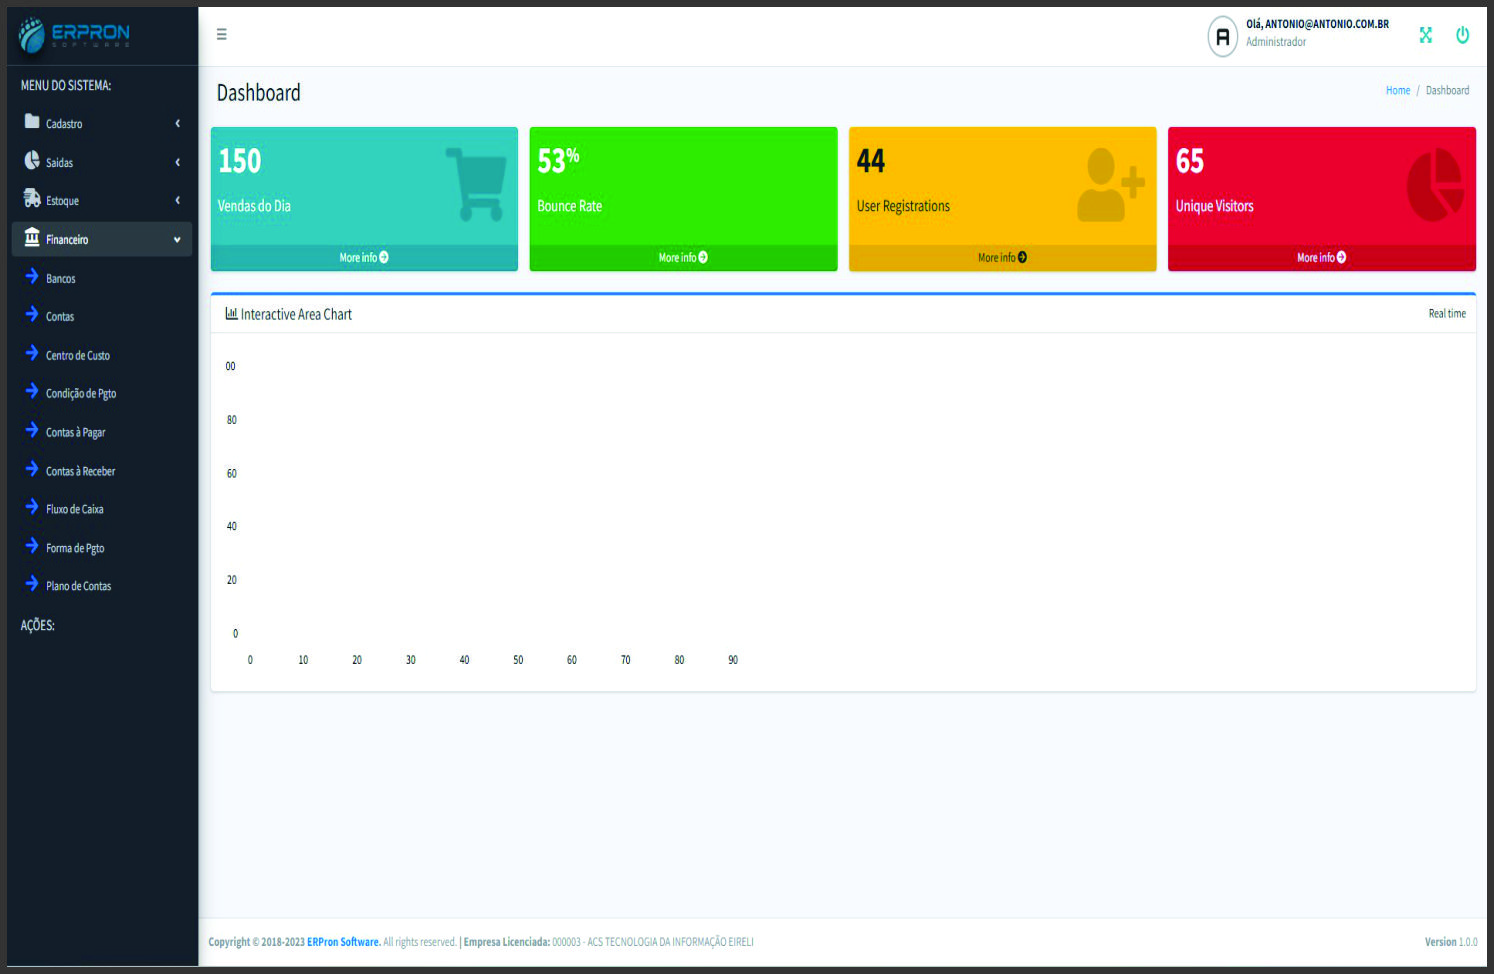 ERPRON
SOFTWARE
Olá, ANTONIO@ANTONIO.COM.BR
Administrador
A
MENU DO SISTEMA:
Cadastro
Saidas
Estoque
Financeiro
Bancos
Contas
Centro de Custo
Condição de Pgto
Contas à Pagar
Contas à Receber
Fluxo de Caixa
Forma de Pgto
Plano de Contas
AÇÕES:
Dashboard
Home / Dashboard
150
Vendas do Dia
More info
53%
Bounce Rate
More info
44
User Registrations
More info
65
Unique Visitors
More info
Interactive Area Chart
Real time
00
80
60
40
20
0
0 10 20 30 40 50 60 70 80 90
Copyright © 2018-2023 ERPron Software. All rights reserved. | Empresa Licenciada: 000003 - ACS TECNOLOGIA DA INFORMAÇÃO EIRELI
Version 1.0.0